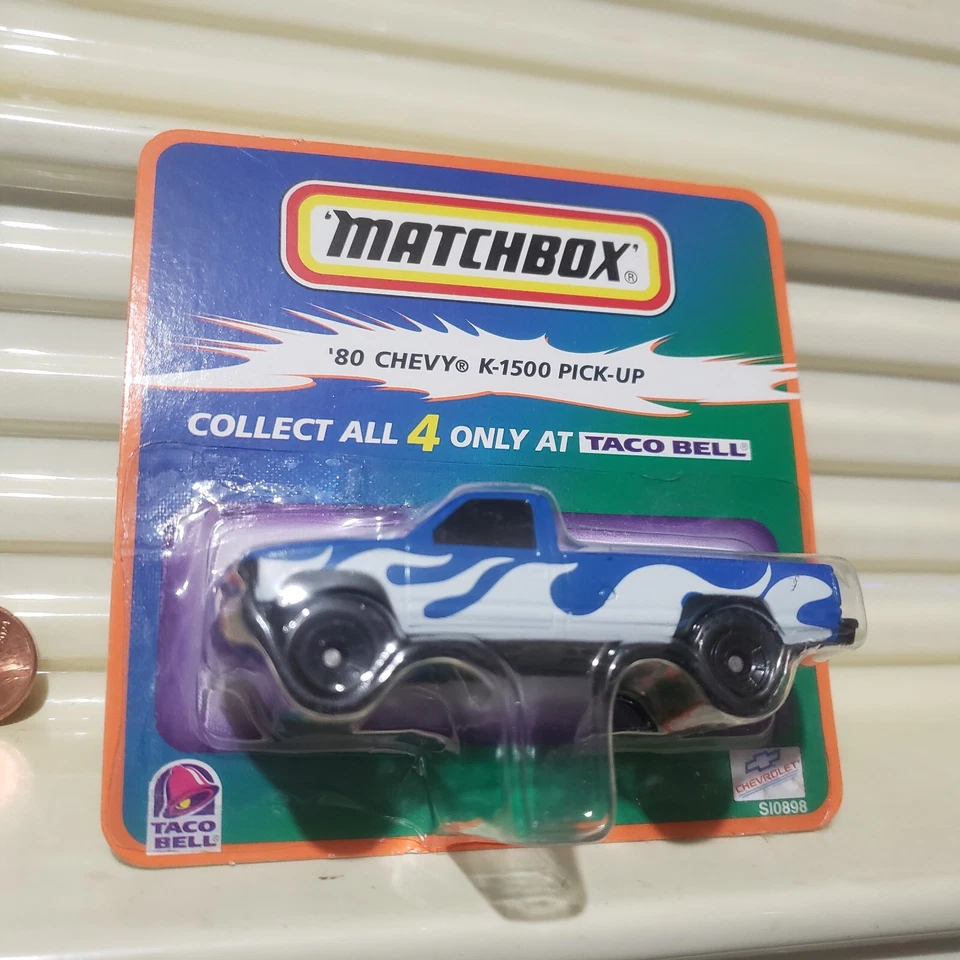 'MATCHBOX'®
'80 CHEVY® K-1500 PICK-UP
COLLECT ALL 4 ONLY AT TACO BELL®
TACO
BELL®
CHEVROLET
SI0898